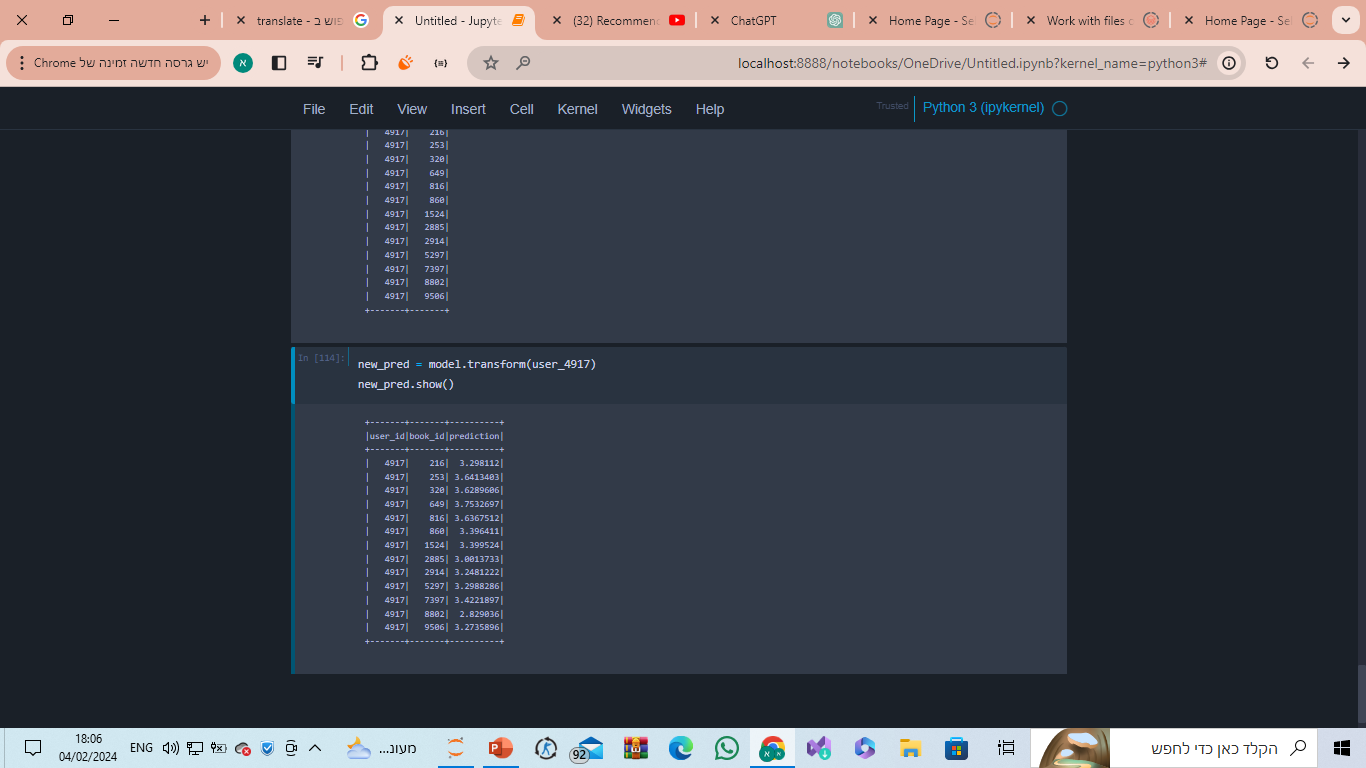 translate - חיפוש ב
Untitled - Jupyte
(32) Recommend
ChatGPT
Home Page - Sel
Work with files o
Home Page - Sel
יש גרסה חדשה זמינה של Chrome
א
localhost:8888/notebooks/OneDrive/Untitled.ipynb?kernel_name=python3#
File Edit View Insert Cell Kernel Widgets Help
Trusted
Python 3 (ipykernel)
| 4917| 216|
| 4917| 253|
| 4917| 320|
| 4917| 649|
| 4917| 816|
| 4917| 860|
| 4917| 1524|
| 4917| 2885|
| 4917| 2914|
| 4917| 5297|
| 4917| 7397|
| 4917| 8802|
| 4917| 9506|
+-------+-------+
In [114]:
new_pred = model.transform(user_4917)
new_pred.show()
+-------+-------+----------+
|user_id|book_id|prediction|
+-------+-------+----------+
| 4917| 216| 3.298112|
| 4917| 253| 3.6413403|
| 4917| 320| 3.6289606|
| 4917| 649| 3.7532697|
| 4917| 816| 3.6367512|
| 4917| 860| 3.396411|
| 4917| 1524| 3.399524|
| 4917| 2885| 3.0013733|
| 4917| 2914| 3.2481222|
| 4917| 5297| 3.2988286|
| 4917| 7397| 3.4221897|
| 4917| 8802| 2.829036|
| 4917| 9506| 3.2735896|
+-------+-------+----------+
18:06
04/02/2024
ENG
מעונ...
92
הקלד כאן כדי לחפש